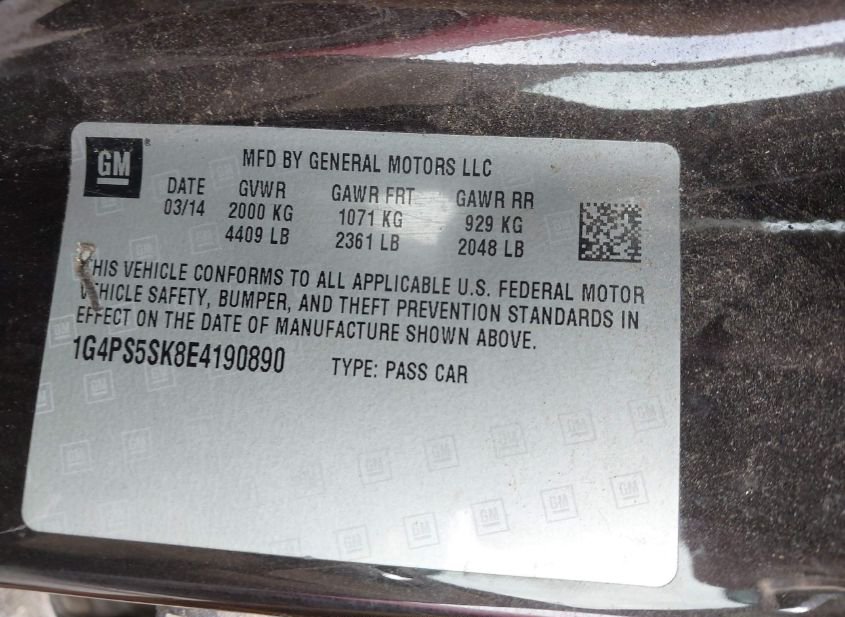 GM
MFD BY GENERAL MOTORS LLC
DATE GVWR GAWR FRT GAWR RR
03/14 2000 KG 1071 KG 929 KG
4409 LB 2361 LB 2048 LB
THIS VEHICLE CONFORMS TO ALL APPLICABLE U.S. FEDERAL MOTOR
VEHICLE SAFETY, BUMPER, AND THEFT PREVENTION STANDARDS IN
EFFECT ON THE DATE OF MANUFACTURE SHOWN ABOVE.
1G4PS5SK8E4190890 TYPE: PASS CAR